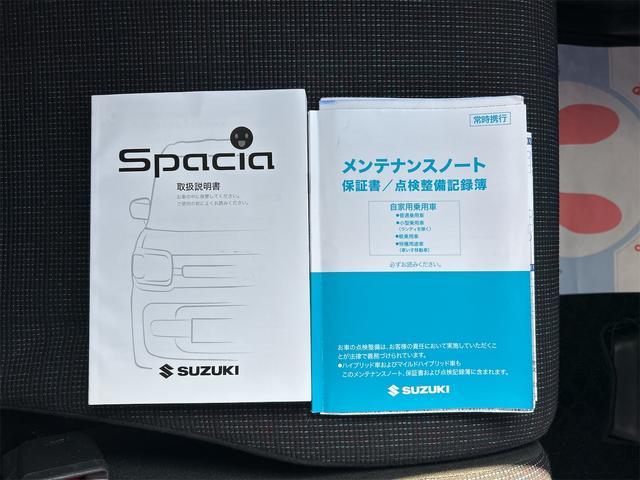 Spacia
取扱説明書
お車の中に保管してください。
ご使用の前によくお読みください。
SUZUKI
常時携行
メンテナンスノート
保証書／点検整備記録簿
自家用乗用車
●普通乗用車
●小型乗用車
(ランディを除く)
●軽乗用車
●特種用途車
(車いす移動車)
必ずお読みください。
お車の点検整備は、お客様の責任において実施していただくこ
とが法律で義務づけられています。
●ハイブリッド車およびマイルドハイブリッド車も
このメンテナンスノート、保証書および点検記録簿に含まれます。
SUZUKI